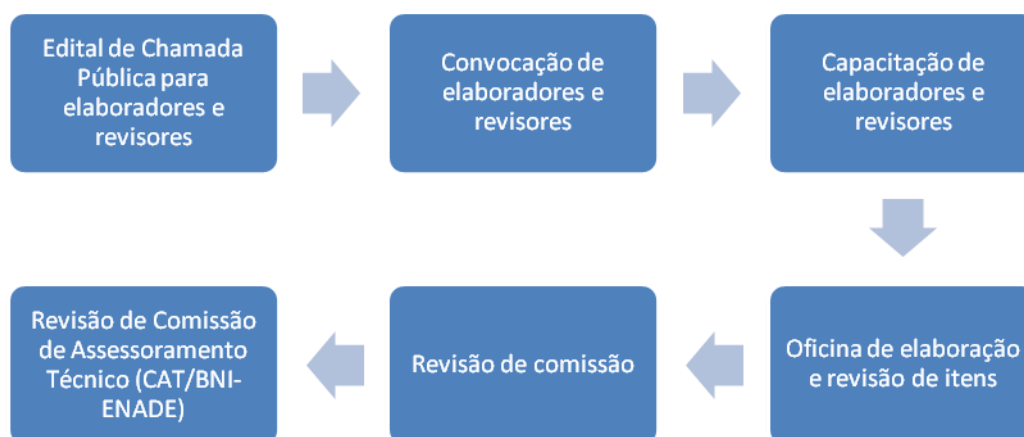 Edital de Chamada
Pública para
elaboradores e
revisores
Convocação de
elaboradores e
revisores
Capacitação de
elaboradores e
revisores
Oficina de elaboração
e revisão de itens
Revisão de comissão
Revisão de Comissão
de Assessoramento
Técnico (CAT/BNI-
ENADE)